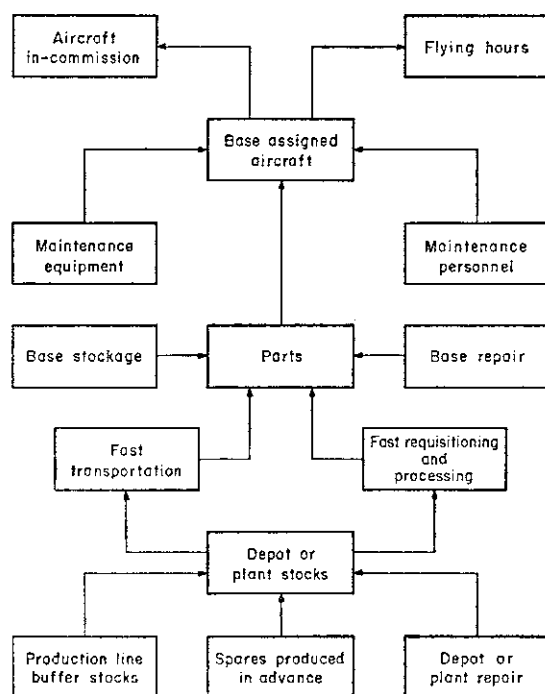 Aircraft
in-commission
Flying hours
Base assigned
aircraft
Maintenance
equipment
Maintenance
personnel
Base stockage
Parts
Base repair
Fast
transportation
Fast requisitioning
and
processing
Depot or
plant stocks
Production line
buffer stocks
Spares produced
in advance
Depot or
plant repair